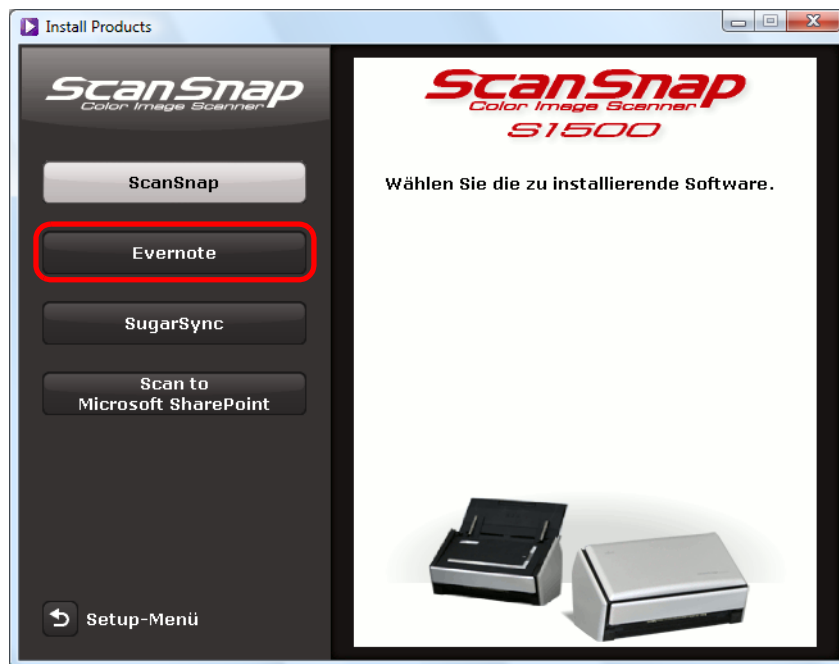 Install Products
ScanSnap
Color Image Scanner
ScanSnap
Evernote
SugarSync
Scan to
Microsoft SharePoint
Setup-Menü
ScanSnap
Color Image Scanner
S1500
Wählen Sie die zu installierende Software.